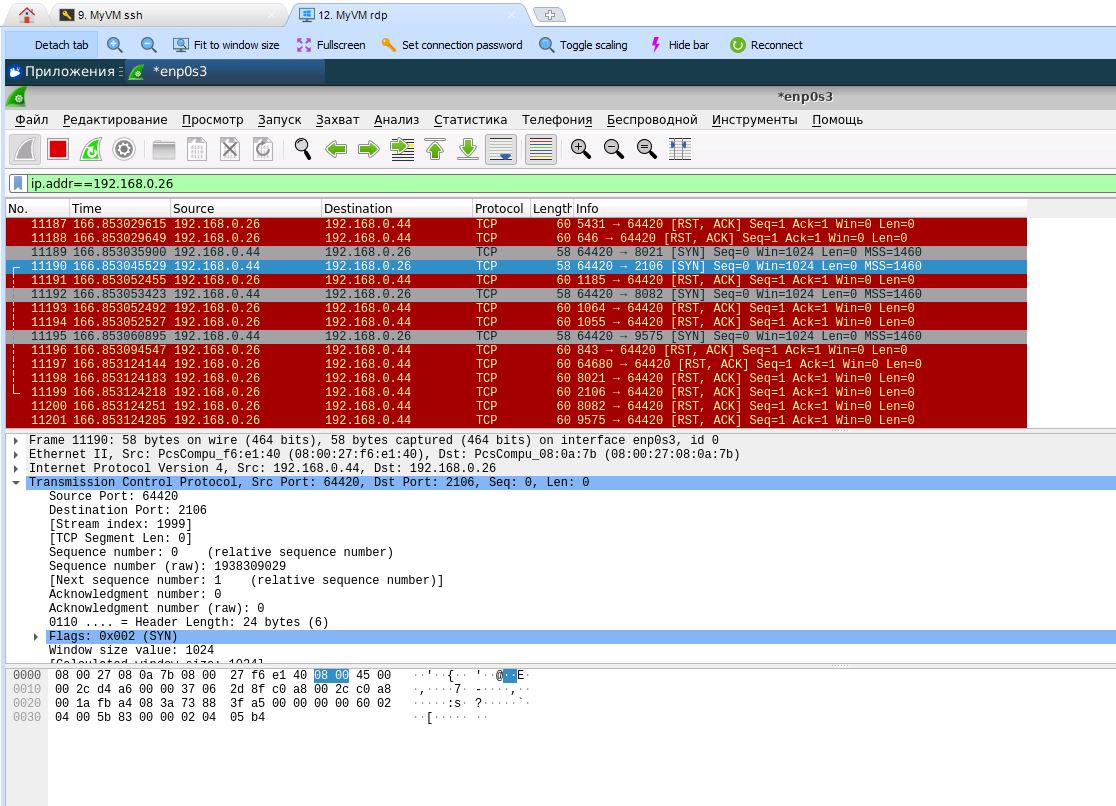 9. MyVM ssh
12. MyVM rdp
Detach tab Fit to window size Fullscreen Set connection password Toggle scaling Hide bar Reconnect
Приложения *enp0s3
*enp0s3
Файл Редактирование Просмотр Запуск Захват Анализ Статистика Телефония Беспроводной Инструменты Помощь
ip.addr==192.168.0.26
No. Time Source Destination Protocol Length Info
11187 166.853029615 192.168.0.26 192.168.0.44 TCP 60 5431 → 64420 [RST, ACK] Seq=1 Ack=1 Win=0 Len=0
11188 166.853029649 192.168.0.26 192.168.0.44 TCP 60 646 → 64420 [RST, ACK] Seq=1 Ack=1 Win=0 Len=0
11189 166.853035900 192.168.0.44 192.168.0.26 TCP 58 64420 → 8021 [SYN] Seq=0 Win=1024 Len=0 MSS=1460
11190 166.853045529 192.168.0.44 192.168.0.26 TCP 58 64420 → 2106 [SYN] Seq=0 Win=1024 Len=0 MSS=1460
11191 166.853052455 192.168.0.26 192.168.0.44 TCP 60 1185 → 64420 [RST, ACK] Seq=1 Ack=1 Win=0 Len=0
11192 166.853053423 192.168.0.44 192.168.0.26 TCP 58 64420 → 8082 [SYN] Seq=0 Win=1024 Len=0 MSS=1460
11193 166.853052492 192.168.0.26 192.168.0.44 TCP 60 1064 → 64420 [RST, ACK] Seq=1 Ack=1 Win=0 Len=0
11194 166.853052527 192.168.0.26 192.168.0.44 TCP 60 1055 → 64420 [RST, ACK] Seq=1 Ack=1 Win=0 Len=0
11195 166.853060895 192.168.0.44 192.168.0.26 TCP 58 64420 → 9575 [SYN] Seq=0 Win=1024 Len=0 MSS=1460
11196 166.853094547 192.168.0.26 192.168.0.44 TCP 60 843 → 64420 [RST, ACK] Seq=1 Ack=1 Win=0 Len=0
11197 166.853124144 192.168.0.26 192.168.0.44 TCP 60 64680 → 64420 [RST, ACK] Seq=1 Ack=1 Win=0 Len=0
11198 166.853124183 192.168.0.26 192.168.0.44 TCP 60 8021 → 64420 [RST, ACK] Seq=1 Ack=1 Win=0 Len=0
11199 166.853124218 192.168.0.26 192.168.0.44 TCP 60 2106 → 64420 [RST, ACK] Seq=1 Ack=1 Win=0 Len=0
11200 166.853124251 192.168.0.26 192.168.0.44 TCP 60 8082 → 64420 [RST, ACK] Seq=1 Ack=1 Win=0 Len=0
11201 166.853124285 192.168.0.26 192.168.0.44 TCP 60 9575 → 64420 [RST, ACK] Seq=1 Ack=1 Win=0 Len=0
Frame 11190: 58 bytes on wire (464 bits), 58 bytes captured (464 bits) on interface enp0s3, id 0
Ethernet II, Src: PcsCompu_f6:e1:40 (08:00:27:f6:e1:40), Dst: PcsCompu_08:0a:7b (08:00:27:08:0a:7b)
Internet Protocol Version 4, Src: 192.168.0.44, Dst: 192.168.0.26
Transmission Control Protocol, Src Port: 64420, Dst Port: 2106, Seq: 0, Len: 0
Source Port: 64420
Destination Port: 2106
[Stream index: 1999]
[TCP Segment Len: 0]
Sequence number: 0 (relative sequence number)
Sequence number (raw): 1938309029
[Next sequence number: 1 (relative sequence number)]
Acknowledgment number: 0
Acknowledgment number (raw): 0
0110 .... = Header Length: 24 bytes (6)
Flags: 0x002 (SYN)
Window size value: 1024
[Calculated window size: 1024]
0000 08 00 27 08 0a 7b 08 00 27 f6 e1 40 08 00 45 00 ··'··{·· '··@··E·
0010 00 2c d4 a6 00 00 37 06 2d 8f c0 a8 00 2c c0 a8 ·,····7· -····,··
0020 00 1a fb a4 08 3a 73 88 3f a5 00 00 00 00 60 02 ·····:s· ?·····`·
0030 04 00 5b 83 00 00 02 04 05 b4 ··[····· ··